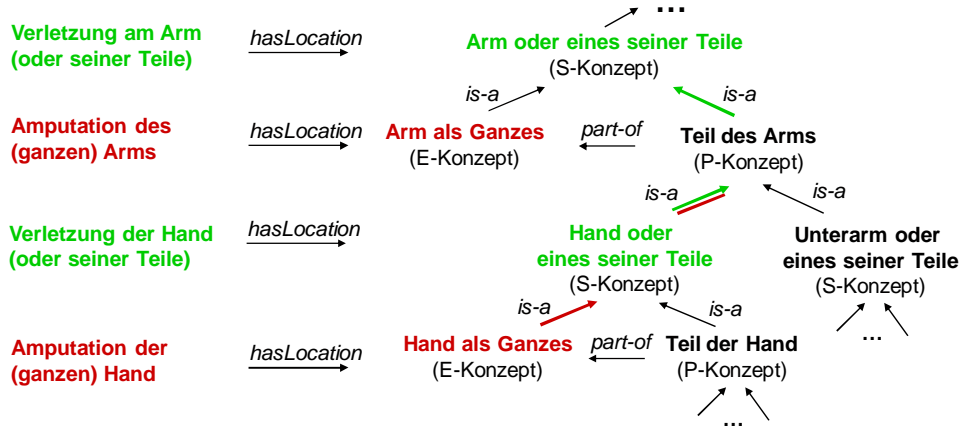 ...
Verletzung am Arm
(oder seiner Teile)
hasLocation
Arm oder eines seiner Teile
(S-Konzept)
is-a
is-a
Amputation des
(ganzen) Arms
hasLocation
Arm als Ganzes
(E-Konzept)
part-of
Teil des Arms
(P-Konzept)
is-a
is-a
Verletzung der Hand
(oder seiner Teile)
hasLocation
Hand oder
eines seiner Teile
(S-Konzept)
Unterarm oder
eines seiner Teile
(S-Konzept)
is-a
is-a
...
Amputation der
(ganzen) Hand
hasLocation
Hand als Ganzes
(E-Konzept)
part-of
Teil der Hand
(P-Konzept)
...